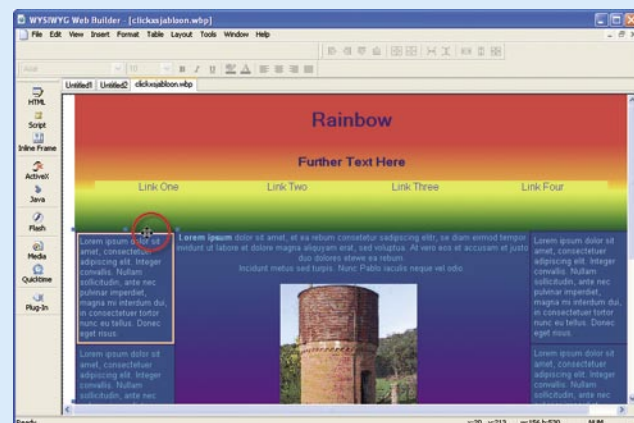 WYSIWYG Web Builder - [clickxsjabloon.wbp]
File Edit View Insert Format Table Layout Tools Window Help
Arial 10
Untitled1 Untitled2 clickxsjabloon.wbp
HTML
Script
Inline Frame
ActiveX
Java
Flash
Media
Quicktime
Plug-In
Rainbow
Further Text Here
Link One Link Two Link Three Link Four
Lorem ipsum dolor sit
amet, consectetuer
adipiscing elit. Integer
convallis. Nullam
sollicitudin, ante nec
pulvinar imperdiet,
magna mi interdum dui,
in consectetuer tortor
nunc eu tellus. Donec
eget risus.
Lorem ipsum dolor sit
amet, consectetuer
adipiscing elit. Integer
convallis. Nullam
sollicitudin, ante nec
Lorem ipsum dolor sit amet, et ea rebum consetetur sadipscing elitr, se diam eirmod tempor
invidunt ut labore et dolore magna aliquyam erat, sed voluptua. At vero eos et accusam et justo
duo dolores etewe ea rebum.
Incidunt metus sed turpis. Nunc Pablo iaculis neque vel odio.
Lorem ipsum dolor sit
amet, consectetuer
adipiscing elit. Integer
convallis. Nullam
sollicitudin, ante nec
pulvinar imperdiet,
magna mi interdum dui,
in consectetuer tortor
nunc eu tellus. Donec
eget risus.
Lorem ipsum dolor sit
amet, consectetuer
adipiscing elit. Integer
convallis. Nullam
sollicitudin, ante nec
Ready x:20 y:213 w:156 h:520 NUM